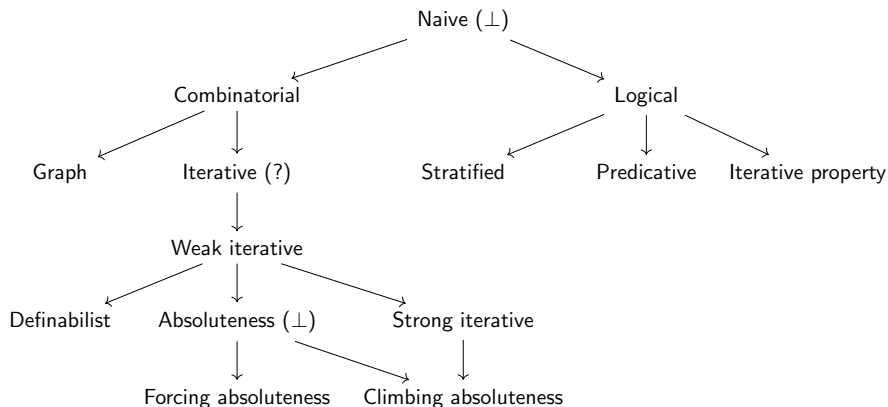 Naive (⊥)
Combinatorial Logical
Graph Iterative (?) Stratified Predicative Iterative property
Weak iterative
Definabilist Absoluteness (⊥) Strong iterative
Forcing absoluteness Climbing absoluteness